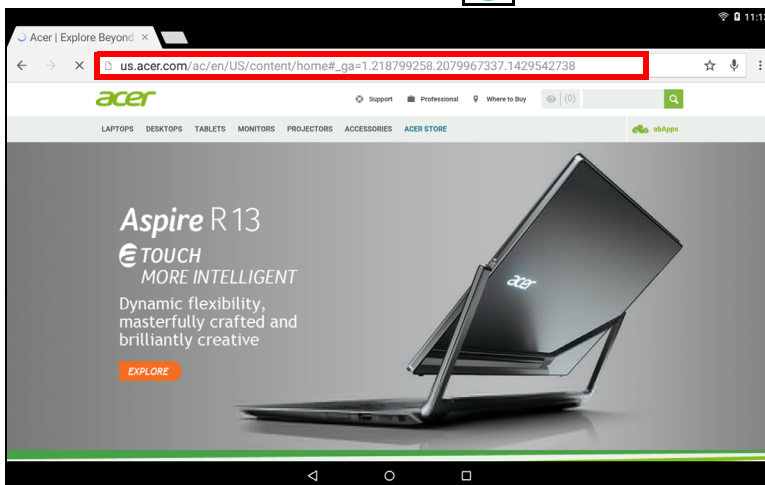 11:13
Acer | Explore Beyond ×
us.acer.com/ac/en/US/content/home#_ga=1.218799258.2079967337.1429542738
acer Support Professional Where to Buy (0)
LAPTOPS DESKTOPS TABLETS MONITORS PROJECTORS ACCESSORIES ACER STORE abApps
Aspire R 13
TOUCH
MORE INTELLIGENT
Dynamic flexibility,
masterfully crafted and
brilliantly creative
EXPLORE
acer